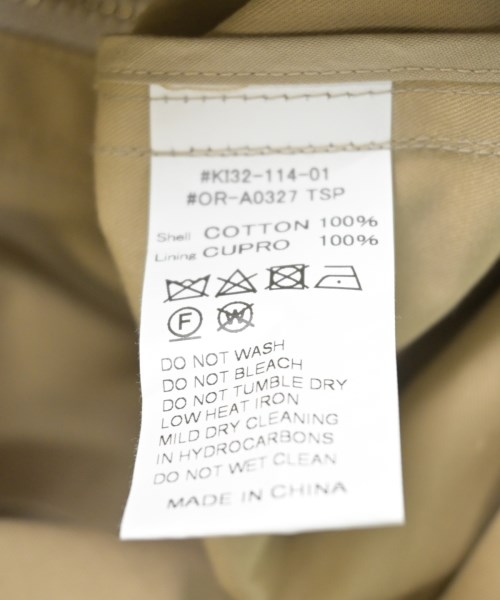 #KI32-114-01
#OR-A0327 TSP
Shell COTTON 100%
Lining CUPRO 100%
F W
DO NOT WASH
DO NOT BLEACH
DO NOT TUMBLE DRY
LOW HEAT IRON
MILD DRY CLEANING
IN HYDROCARBONS
DO NOT WET CLEAN
MADE IN CHINA